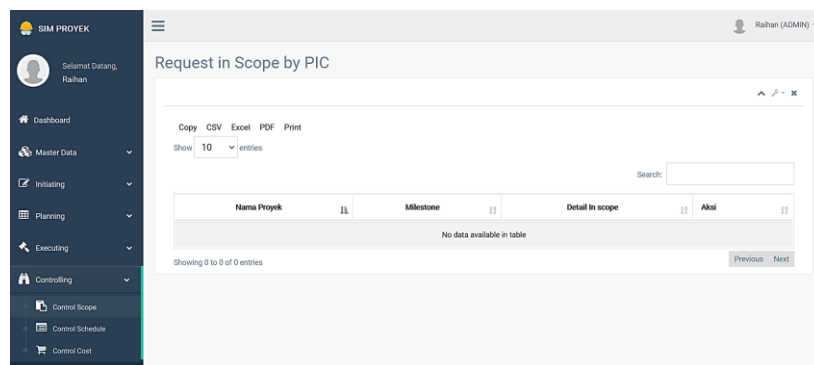 SIM PROYEK
Raihan (ADMIN)
Selamat Datang,
Raihan
Dashboard
Master Data
Initiating
Planning
Executing
Controlling
Control Scope
Control Schedule
Control Cost
Request in Scope by PIC
Copy CSV Excel PDF Print
Show 10 entries
Search:
Nama Proyek Milestone Detail In scope Aksi
No data available in table
Showing 0 to 0 of 0 entries
Previous Next